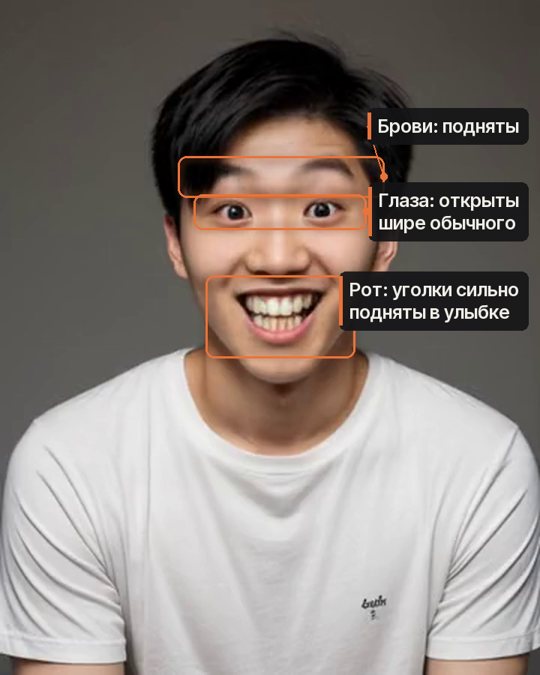 Брови: подняты
Глаза: открыты
шире обычного
Рот: уголки сильно
подняты в улыбке